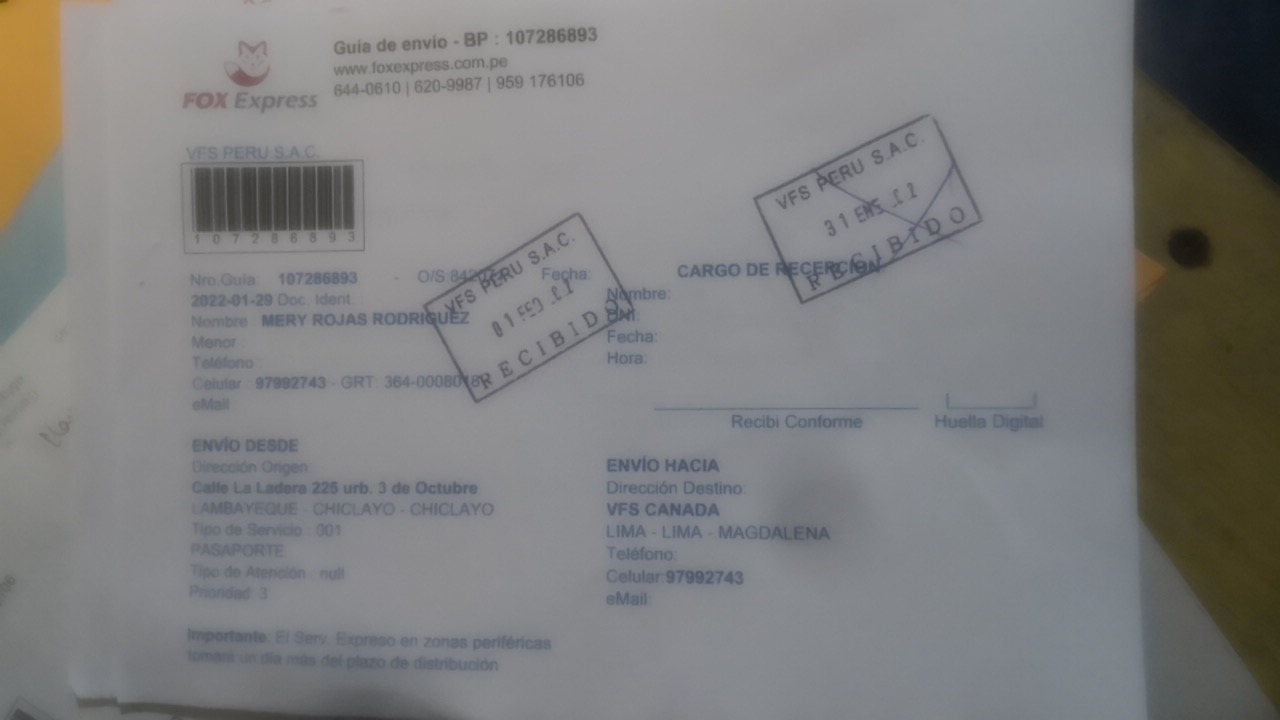 FOX Express
Guia de envio - BP : 107286893
www.foxexpress.com.pe
644-0610 | 620-9987 | 959 176106
VFS PERU S.A.C.
107286893
Nro.Guia: 107286893 - O/S: Fecha:
2022-01-29 Doc. Ident.:
Nombre : MERY ROJAS RODRIGUEZ
Menor
Teléfono
Celular : 97992743 - GRT: 364-0008018
eMail
VFS PERU S.A.C.
01 FEB
RECIBIDO
VFS PERU S.A.C.
31 ENE
RECIBIDO
CARGO DE RECEPCION
Nombre:
DNI:
Fecha:
Hora:
Recibi Conforme
Huella Digital
ENVÍO DESDE
Dirección Origen:
Calle La Ladera 225 urb. 3 de Octubre
LAMBAYEQUE - CHICLAYO - CHICLAYO
Tipo de Servicio : 001
PASAPORTE
Tipo de Atención : null
Prioridad: 3
ENVÍO HACIA
Dirección Destino:
VFS CANADA
LIMA - LIMA - MAGDALENA
Teléfono:
Celular:97992743
eMail:
Importante. El Serv. Expreso en zonas periféricas
tomará un dia más del plazo de distribución